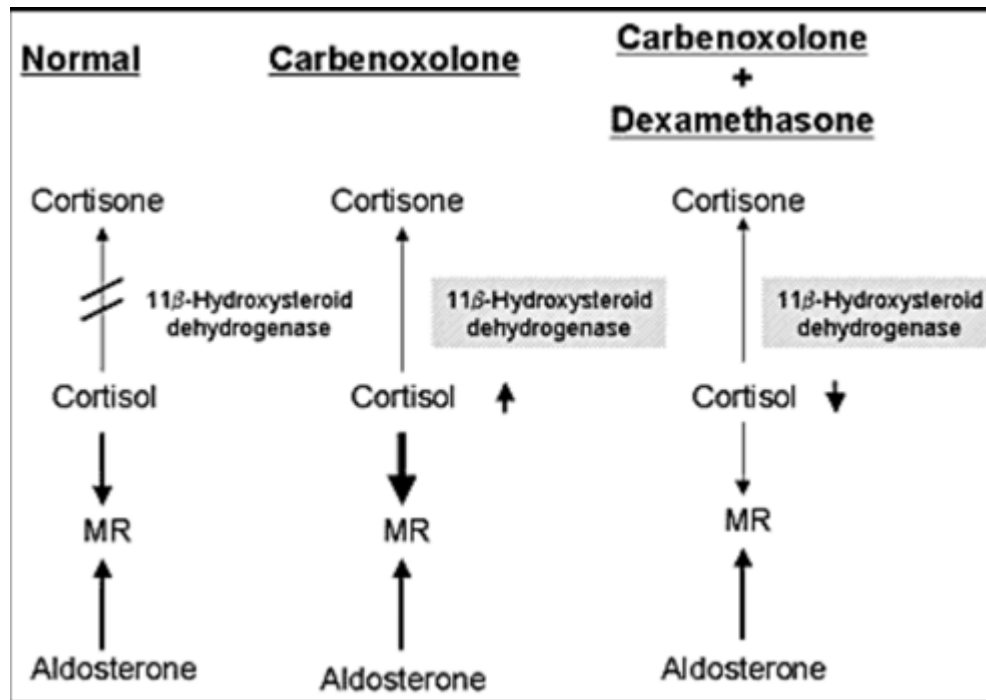 Normal
Cortisone
11β-Hydroxysteroid
dehydrogenase
Cortisol
MR
Aldosterone
Carbenoxolone
Cortisone
11β-Hydroxysteroid
dehydrogenase
Cortisol
MR
Aldosterone
Carbenoxolone
+
Dexamethasone
Cortisone
11β-Hydroxysteroid
dehydrogenase
Cortisol
MR
Aldosterone